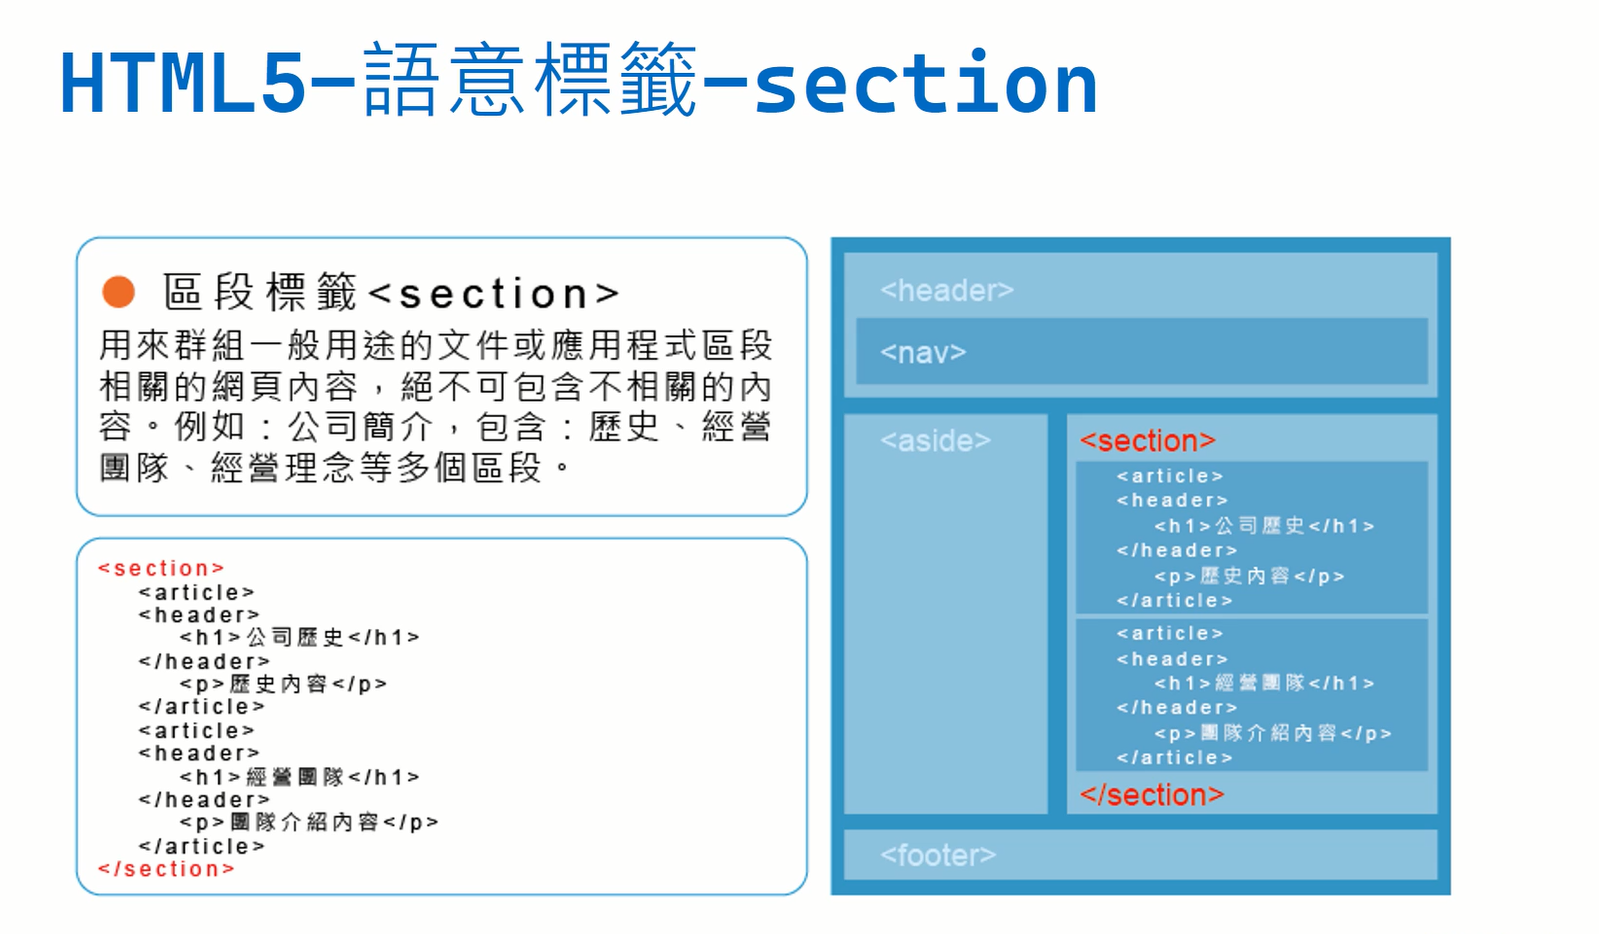 HTML5-語意標籤-section
● 區段標籤<section>
用來群組一般用途的文件或應用程式區段
相關的網頁內容，絕不可包含不相關的內
容。例如：公司簡介，包含：歷史、經營
團隊、經營理念等多個區段。
<section>
<article>
<header>
<h1>公司歷史</h1>
</header>
<p>歷史內容</p>
</article>
<article>
<header>
<h1>經營團隊</h1>
</header>
<p>團隊介紹內容</p>
</article>
</section>
<header>
<nav>
<aside>
<section>
<article>
<header>
<h1>公司歷史</h1>
</header>
<p>歷史內容</p>
</article>
<article>
<header>
<h1>經營團隊</h1>
</header>
<p>團隊介紹內容</p>
</article>
</section>
<footer>